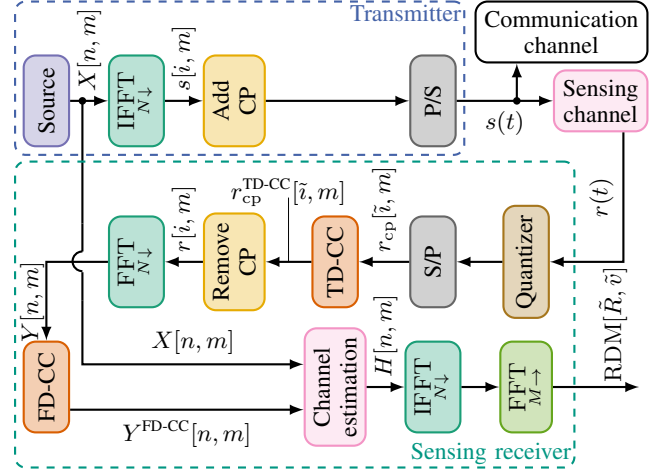 Transmitter
Communication
channel
Source
X[n, m]
IFFT
N↓
s[i, m]
Add
CP
P/S
s(t)
Sensing
channel
r(t)
Quantizer
S/P
r_cp[ĩ, m]
TD-CC
r_cp^TD-CC[ĩ, m]
Remove
CP
r[i, m]
FFT
N↓
Y[n, m]
FD-CC
X[n, m]
Y^FD-CC[n, m]
Channel
estimation
H[n, m]
IFFT
N↓
FFT
M→
RDM[R̃, ṽ]
Sensing receiver